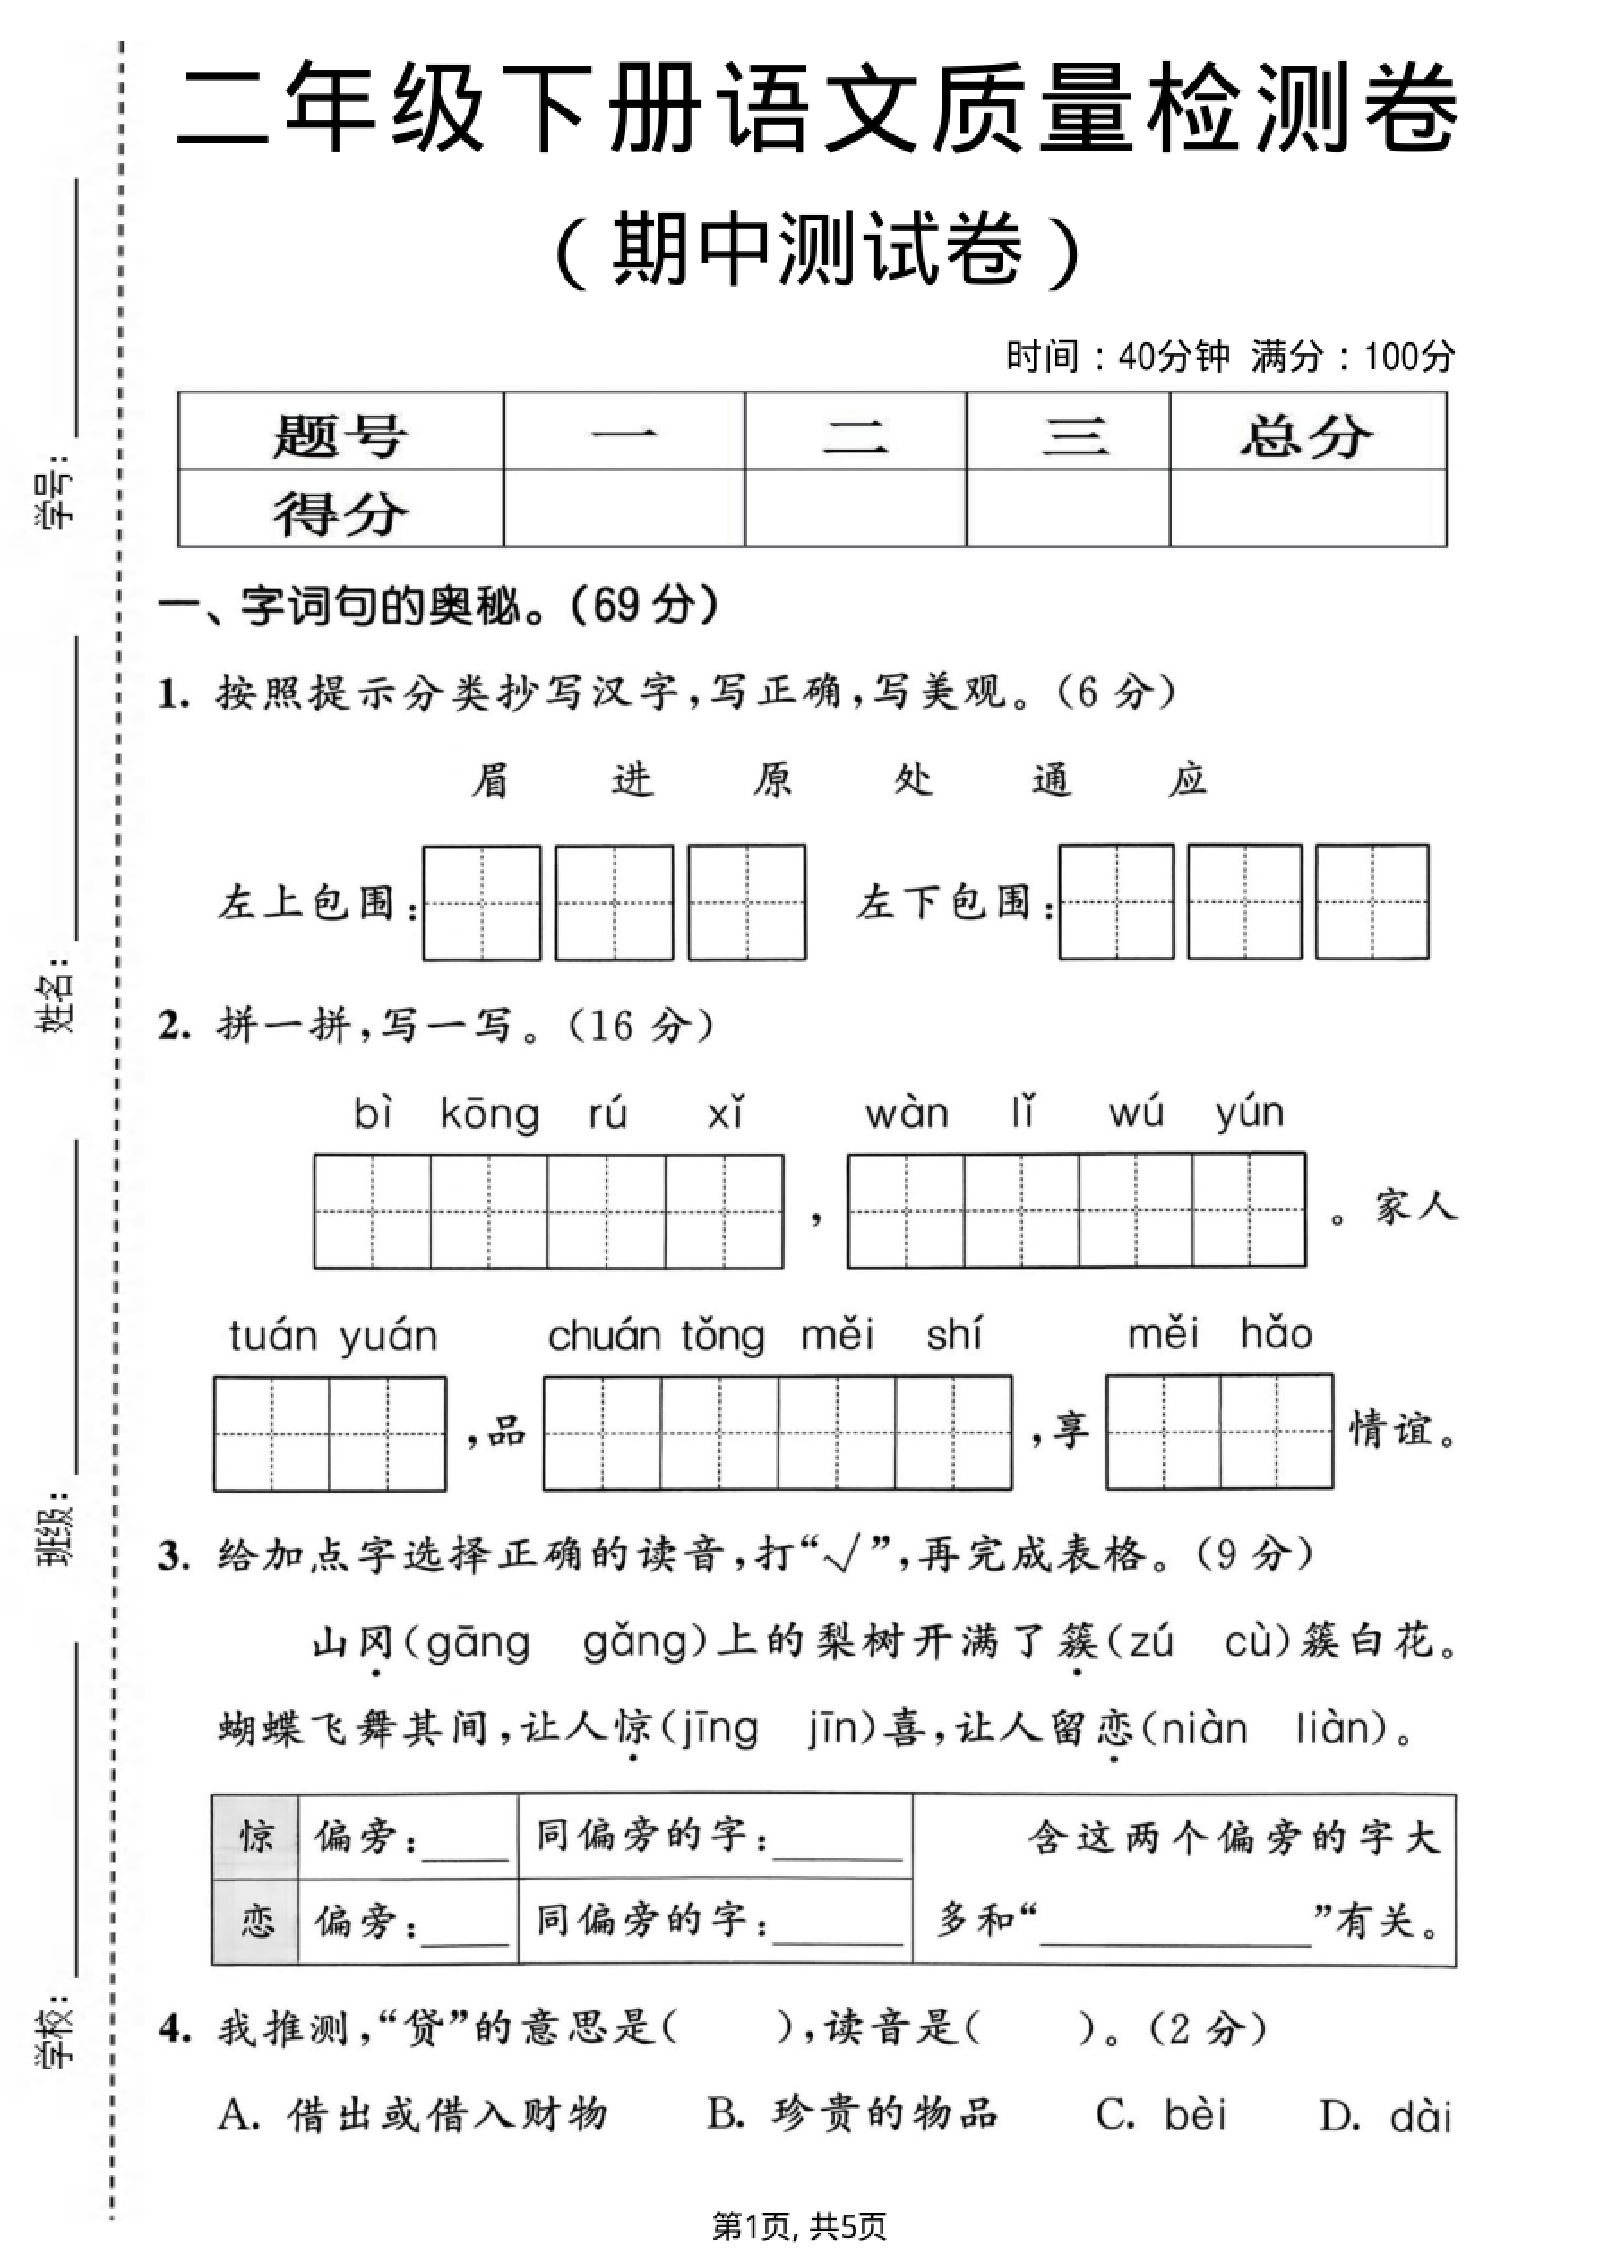 二年级下册语文质量检测卷
（期中测试卷）
时间：40分钟 满分：100分
题号 一 二 三 总分
得分
一、字词句的奥秘。（69分）
1. 按照提示分类抄写汉字，写正确，写美观。（6分）
眉 进 原 处 通 应
左上包围： 左下包围：
2. 拼一拼，写一写。（16分）
bì kōng rú xǐ wàn lǐ wú yún
， 。家人
tuán yuán chuán tǒng měi shí měi hǎo
，品 ，享 情谊。
3. 给加点字选择正确的读音，打“√”，再完成表格。（9分）
山冈（gāng gǎng）上的梨树开满了簇（zú cù）簇白花。
蝴蝶飞舞其间，让人惊（jīng jīn）喜，让人留恋（niàn liàn）。
惊 偏旁：____ 同偏旁的字：______ 含这两个偏旁的字大
恋 偏旁：____ 同偏旁的字：______ 多和“____________”有关。
4. 我推测，“贷”的意思是（ ），读音是（ ）。（2分）
A. 借出或借入财物 B. 珍贵的物品 C. bèi D. dài
第1页, 共5页
学号：
姓名：
班级：
学校：